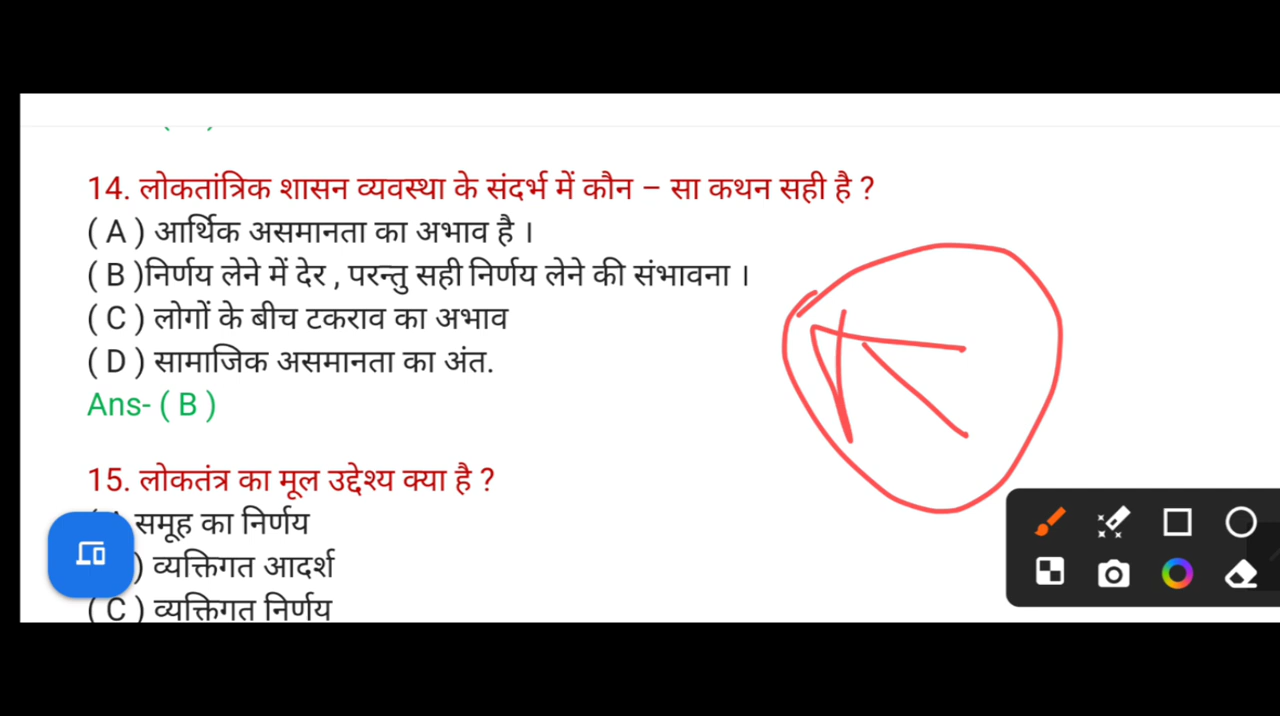 14. लोकतांत्रिक शासन व्यवस्था के संदर्भ में कौन – सा कथन सही है ?
( A ) आर्थिक असमानता का अभाव है ।
( B )निर्णय लेने में देर , परन्तु सही निर्णय लेने की संभावना ।
( C ) लोगों के बीच टकराव का अभाव
( D ) सामाजिक असमानता का अंत.
Ans- ( B )
15. लोकतंत्र का मूल उद्देश्य क्या है ?
समूह का निर्णय
) व्यक्तिगत आदर्श
( C ) व्यक्तिगत निर्णय